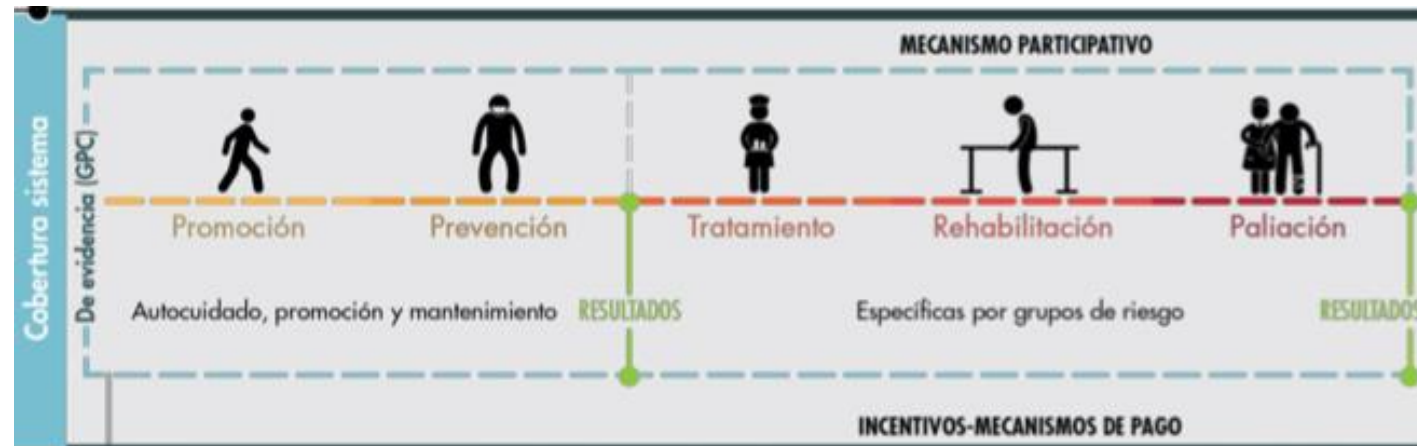 Cobertura sistema
De evidencia (GPC)
MECANISMO PARTICIPATIVO
Promoción
Prevención
Tratamiento
Rehabilitación
Paliación
Autocuidado, promoción y mantenimiento
RESULTADOS
Específicas por grupos de riesgo
RESULTADOS
INCENTIVOS-MECANISMOS DE PAGO